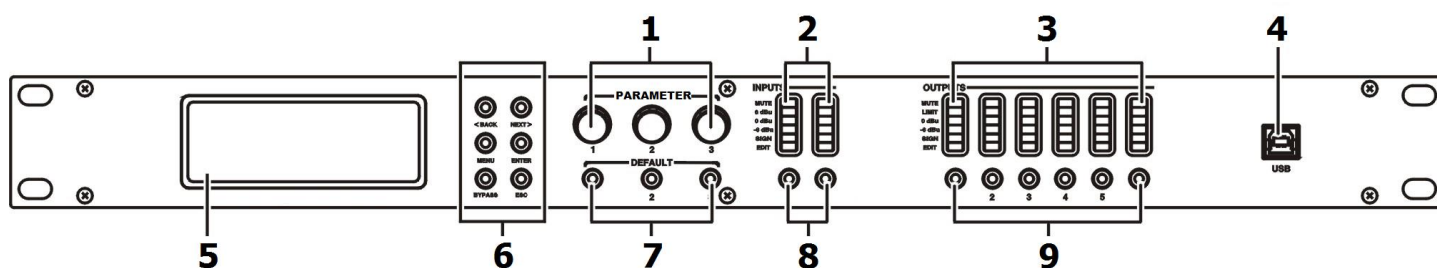 1 2 3 4
PARAMETER
INPUTS
OUTPUTS
MUTE
6 dBu
0 dBu
-6 dBu
SIGN
EDIT
MUTE
LIMIT
0 dBu
-6 dBu
SIGN
EDIT
<BACK NEXT>
MENU ENTER
BYPASS ESC
1 2 3
DEFAULT
2
2 3 4 5
USB
5 6 7 8 9